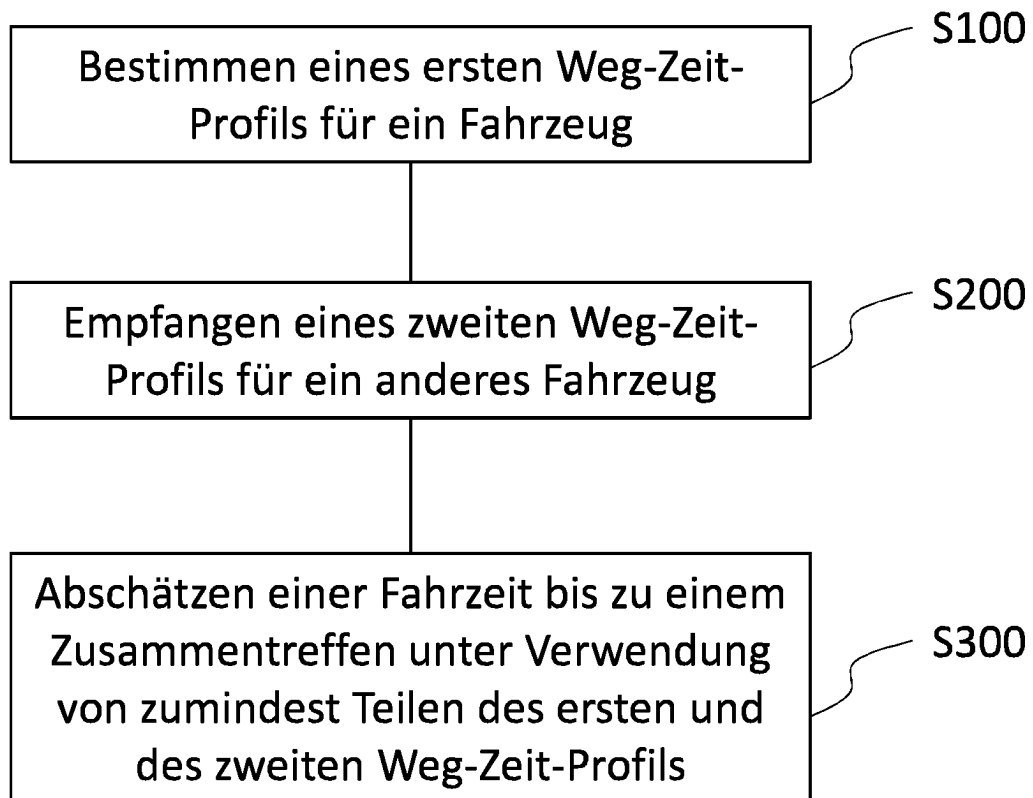 S100
Bestimmen eines ersten Weg-Zeit-
Profils für ein Fahrzeug
S200
Empfangen eines zweiten Weg-Zeit-
Profils für ein anderes Fahrzeug
Abschätzen einer Fahrzeit bis zu einem
Zusammentreffen unter Verwendung
S300
von zumindest Teilen des ersten und
des zweiten Weg-Zeit-Profils